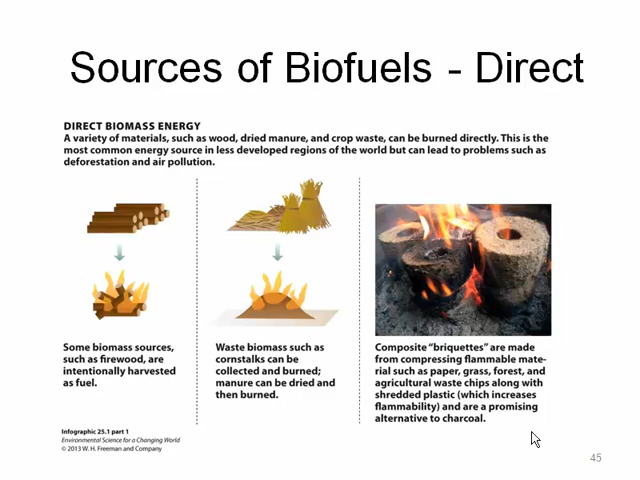 Sources of Biofuels - Direct
DIRECT BIOMASS ENERGY
A variety of materials, such as wood, dried manure, and crop waste, can be burned directly. This is the
most common energy source in less developed regions of the world but can lead to problems such as
deforestation and air pollution.
Some biomass sources,
such as firewood, are
intentionally harvested
as fuel.
Waste biomass such as
cornstalks can be
collected and burned;
manure can be dried and
then burned.
Composite “briquettes” are made
from compressing flammable mate-
rial such as paper, grass, forest, and
agricultural waste chips along with
shredded plastic (which increases
flammability) and are a promising
alternative to charcoal.
Infographic 25.1 part 1
Environmental Science for a Changing World
© 2013 W. H. Freeman and Company
45